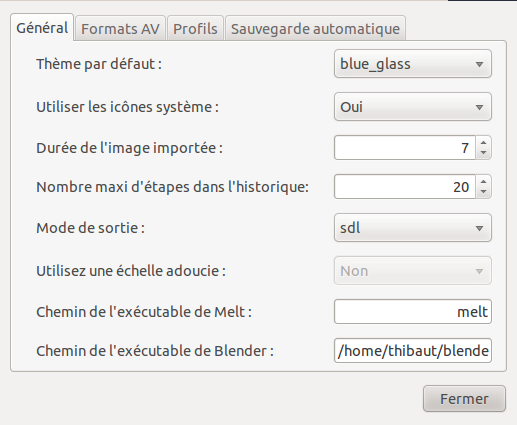 Général Formats AV Profils Sauvegarde automatique
Thème par défaut : blue_glass
Utiliser les icônes système : Oui
Durée de l'image importée : 7
Nombre maxi d'étapes dans l'historique: 20
Mode de sortie : sdl
Utilisez une échelle adoucie : Non
Chemin de l'exécutable de Melt : melt
Chemin de l'exécutable de Blender : /home/thibaut/blende
Fermer